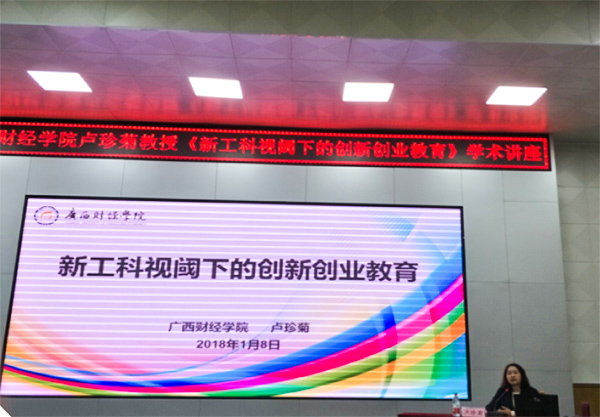 财经学院卢珍菊教授《新工科视阈下的创新创业教育》学术讲座
广西财经学院
新工科视阈下的创新创业教育
广西财经学院 卢珍菊
2018年1月8日